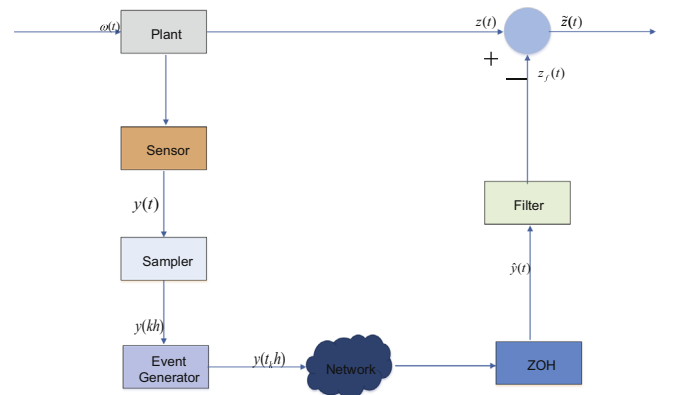 ω(t)
Plant
z(t)
z̃(t)
+
−
z_f(t)
Sensor
y(t)
Filter
Sampler
ŷ(t)
y(kh)
Event
Generator
y(t_k h)
Network
ZOH